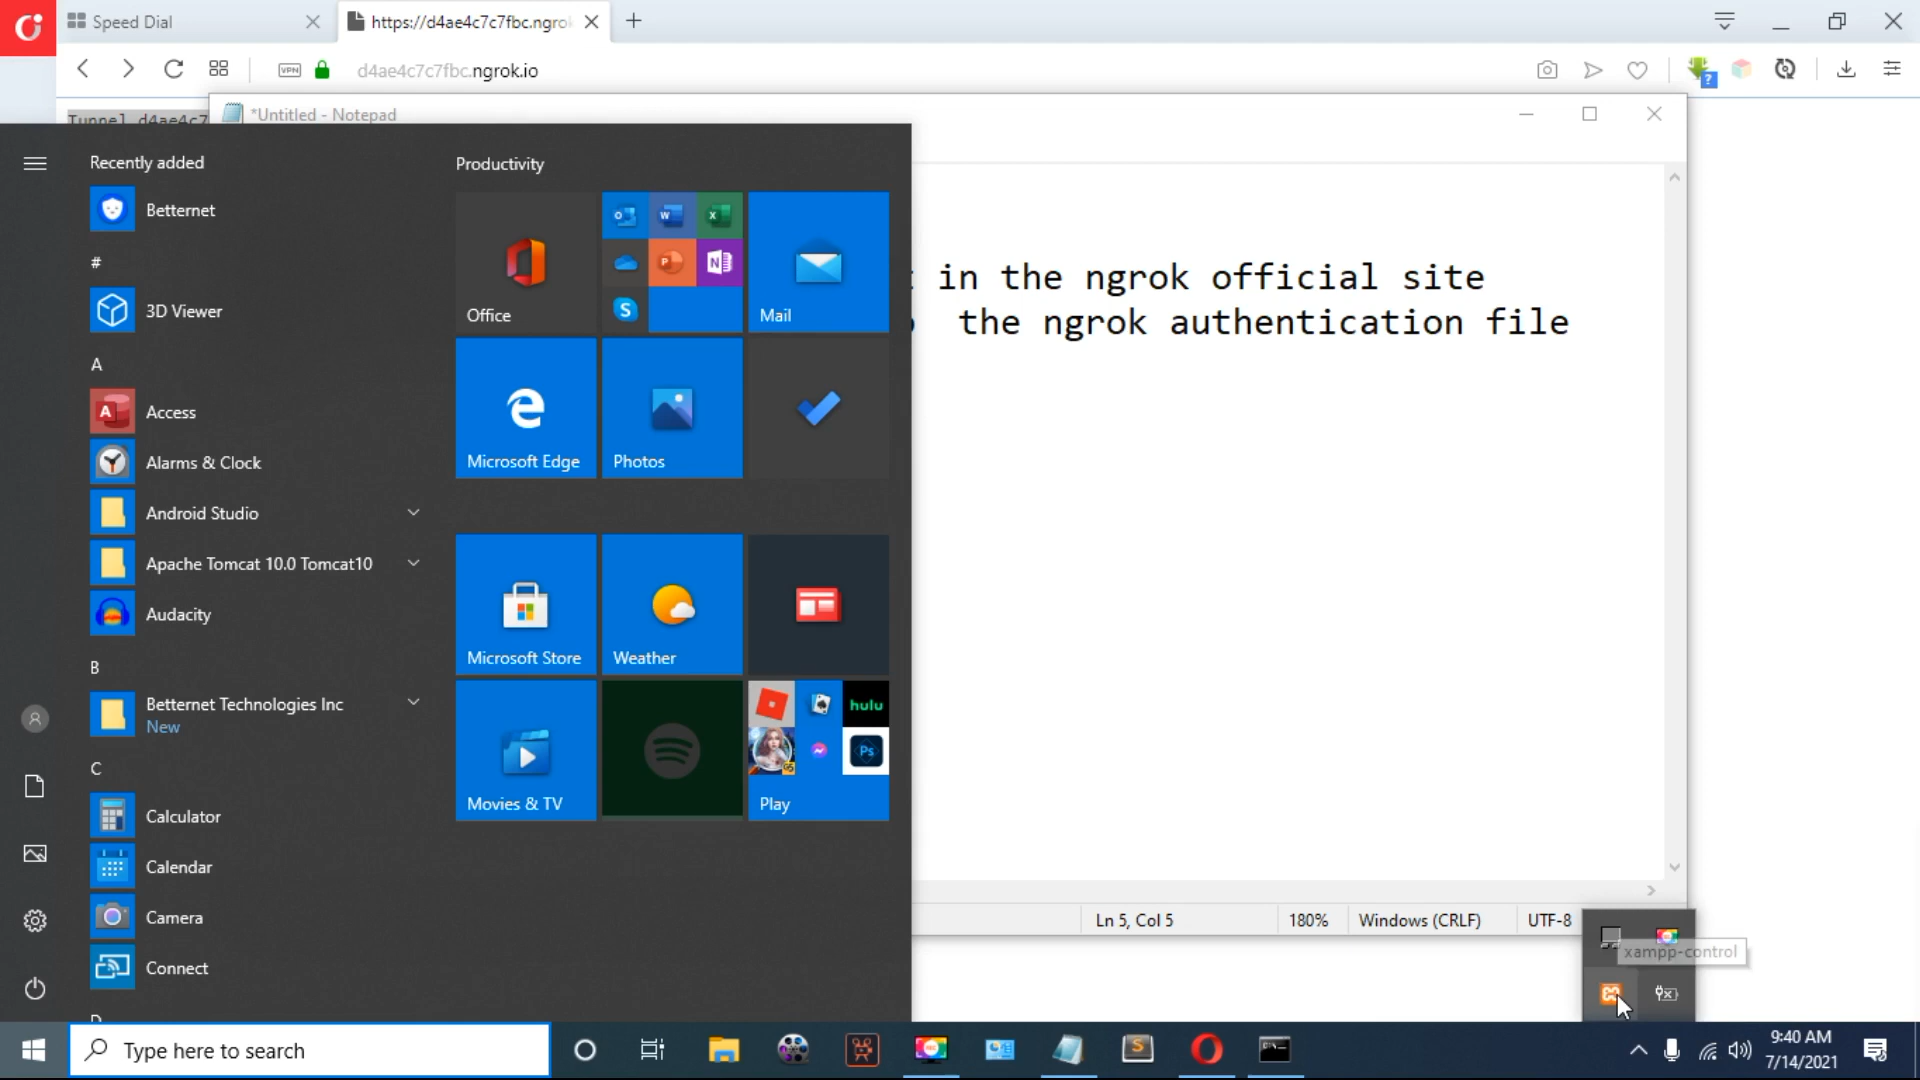 Speed Dial
https://d4ae4c7c7fbc.ngrok
VPN
d4ae4c7c7fbc.ngrok.io
?
Tunnel d4ae4c7
*Untitled - Notepad
in the ngrok official site
the ngrok authentication file
Ln 5, Col 5
180%
Windows (CRLF)
UTF-8
Recently added
Betternet
#
3D Viewer
A
Access
Alarms & Clock
Android Studio
Apache Tomcat 10.0 Tomcat10
Audacity
B
Betternet Technologies Inc
New
C
Calculator
Calendar
Camera
Connect
D
Productivity
Office
Mail
Microsoft Edge
Photos
Microsoft Store
Weather
Movies & TV
hulu
Ps
Play
xampp-control
Type here to search
9:40 AM
7/14/2021